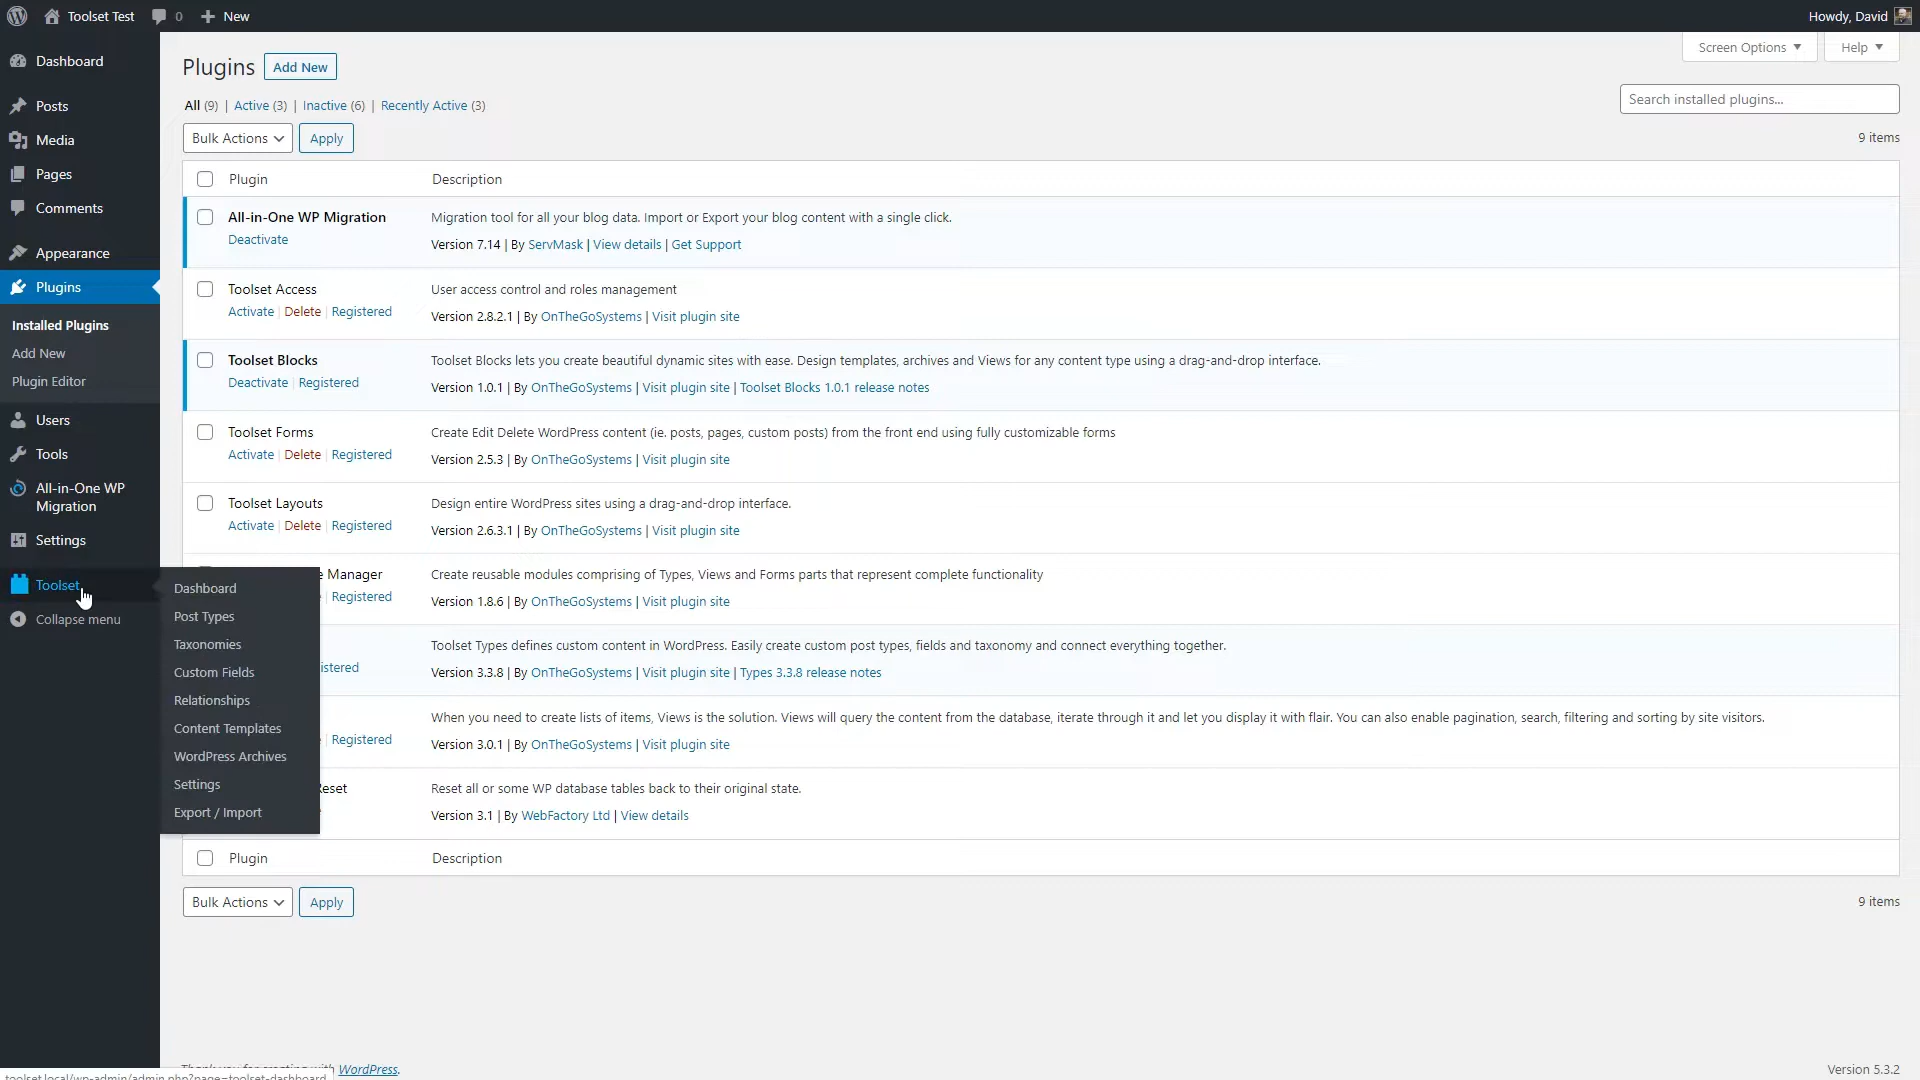 Toolset Test 0 New Howdy, David
Dashboard
Posts
Media
Pages
Comments
Appearance
Plugins
Installed Plugins
Add New
Plugin Editor
Users
Tools
All-in-One WP
Migration
Settings
Toolset
Collapse menu
Dashboard
Post Types
Taxonomies
Custom Fields
Relationships
Content Templates
WordPress Archives
Settings
Export / Import
Screen Options Help
Plugins Add New
All (9) | Active (3) | Inactive (6) | Recently Active (3)
Search installed plugins...
Bulk Actions Apply 9 items
Plugin Description
All-in-One WP Migration Migration tool for all your blog data. Import or Export your blog content with a single click.
Deactivate Version 7.14 | By ServMask | View details | Get Support
Toolset Access User access control and roles management
Activate | Delete | Registered Version 2.8.2.1 | By OnTheGoSystems | Visit plugin site
Toolset Blocks Toolset Blocks lets you create beautiful dynamic sites with ease. Design templates, archives and Views for any content type using a drag-and-drop interface.
Deactivate | Registered Version 1.0.1 | By OnTheGoSystems | Visit plugin site | Toolset Blocks 1.0.1 release notes
Toolset Forms Create Edit Delete WordPress content (ie. posts, pages, custom posts) from the front end using fully customizable forms
Activate | Delete | Registered Version 2.5.3 | By OnTheGoSystems | Visit plugin site
Toolset Layouts Design entire WordPress sites using a drag-and-drop interface.
Activate | Delete | Registered Version 2.6.3.1 | By OnTheGoSystems | Visit plugin site
Manager Create reusable modules comprising of Types, Views and Forms parts that represent complete functionality
Registered Version 1.8.6 | By OnTheGoSystems | Visit plugin site
Toolset Types defines custom content in WordPress. Easily create custom post types, fields and taxonomy and connect everything together.
istered Version 3.3.8 | By OnTheGoSystems | Visit plugin site | Types 3.3.8 release notes
When you need to create lists of items, Views is the solution. Views will query the content from the database, iterate through it and let you display it with flair. You can also enable pagination, search, filtering and sorting by site visitors.
Registered Version 3.0.1 | By OnTheGoSystems | Visit plugin site
Reset Reset all or some WP database tables back to their original state.
Version 3.1 | By WebFactory Ltd | View details
Plugin Description
Bulk Actions Apply 9 items
Thank you for creating with WordPress. Version 5.3.2
toolset.local/wp-admin/admin.php?page=toolset-dashboard